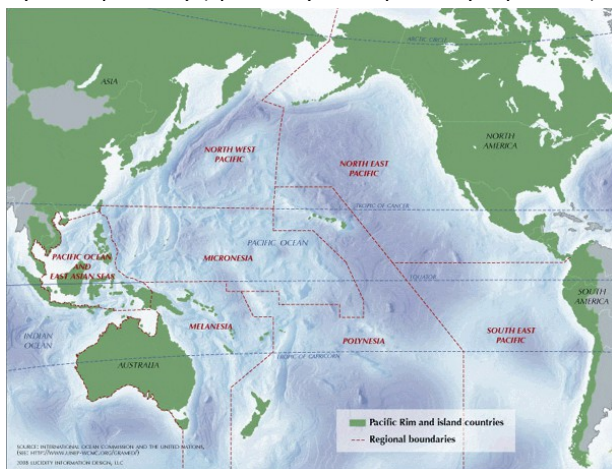 ARCTIC CIRCLE
ASIA
NORTH
AMERICA
NORTH WEST
PACIFIC
NORTH EAST
PACIFIC
TROPIC OF CANCER
PACIFIC OCEAN
PACIFIC OCEAN
AND
EAST ASIAN SEAS
MICRONESIA
EQUATOR
SOUTH
AMERICA
MELANESIA
POLYNESIA
SOUTH EAST
PACIFIC
INDIAN
OCEAN
AUSTRALIA
TROPIC OF CAPRICORN
Pacific Rim and island countries
Regional boundaries
SOURCE: INTERNATIONAL OCEAN COMMISSION AND THE UNITED NATIONS,
2008 LUCIDITY INFORMATION DESIGN, LLC